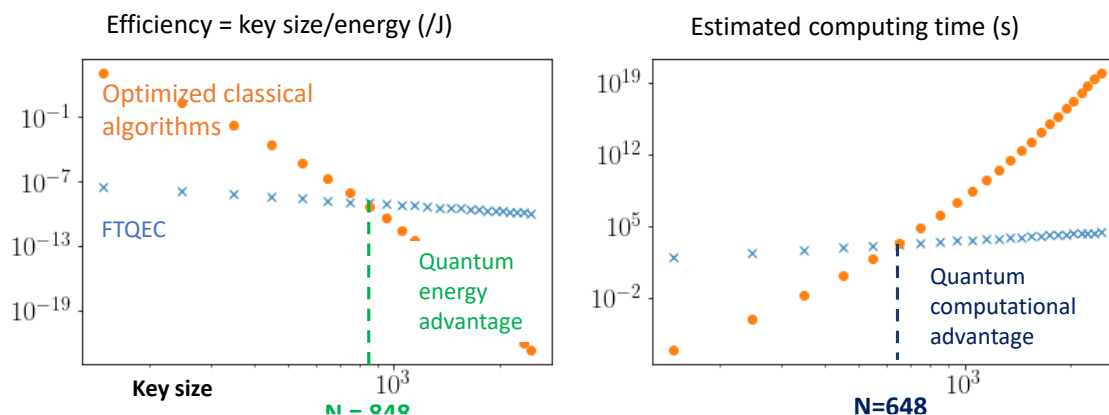 Efficiency = key size/energy (/J)
10^{-1}
10^{-7}
10^{-13}
10^{-19}
Optimized classical
algorithms
FTQEC
Quantum
energy
advantage
Key size
10^{3}
N = 848
Estimated computing time (s)
10^{19}
10^{12}
10^{5}
10^{-2}
Quantum
computational
advantage
10^{3}
N=648